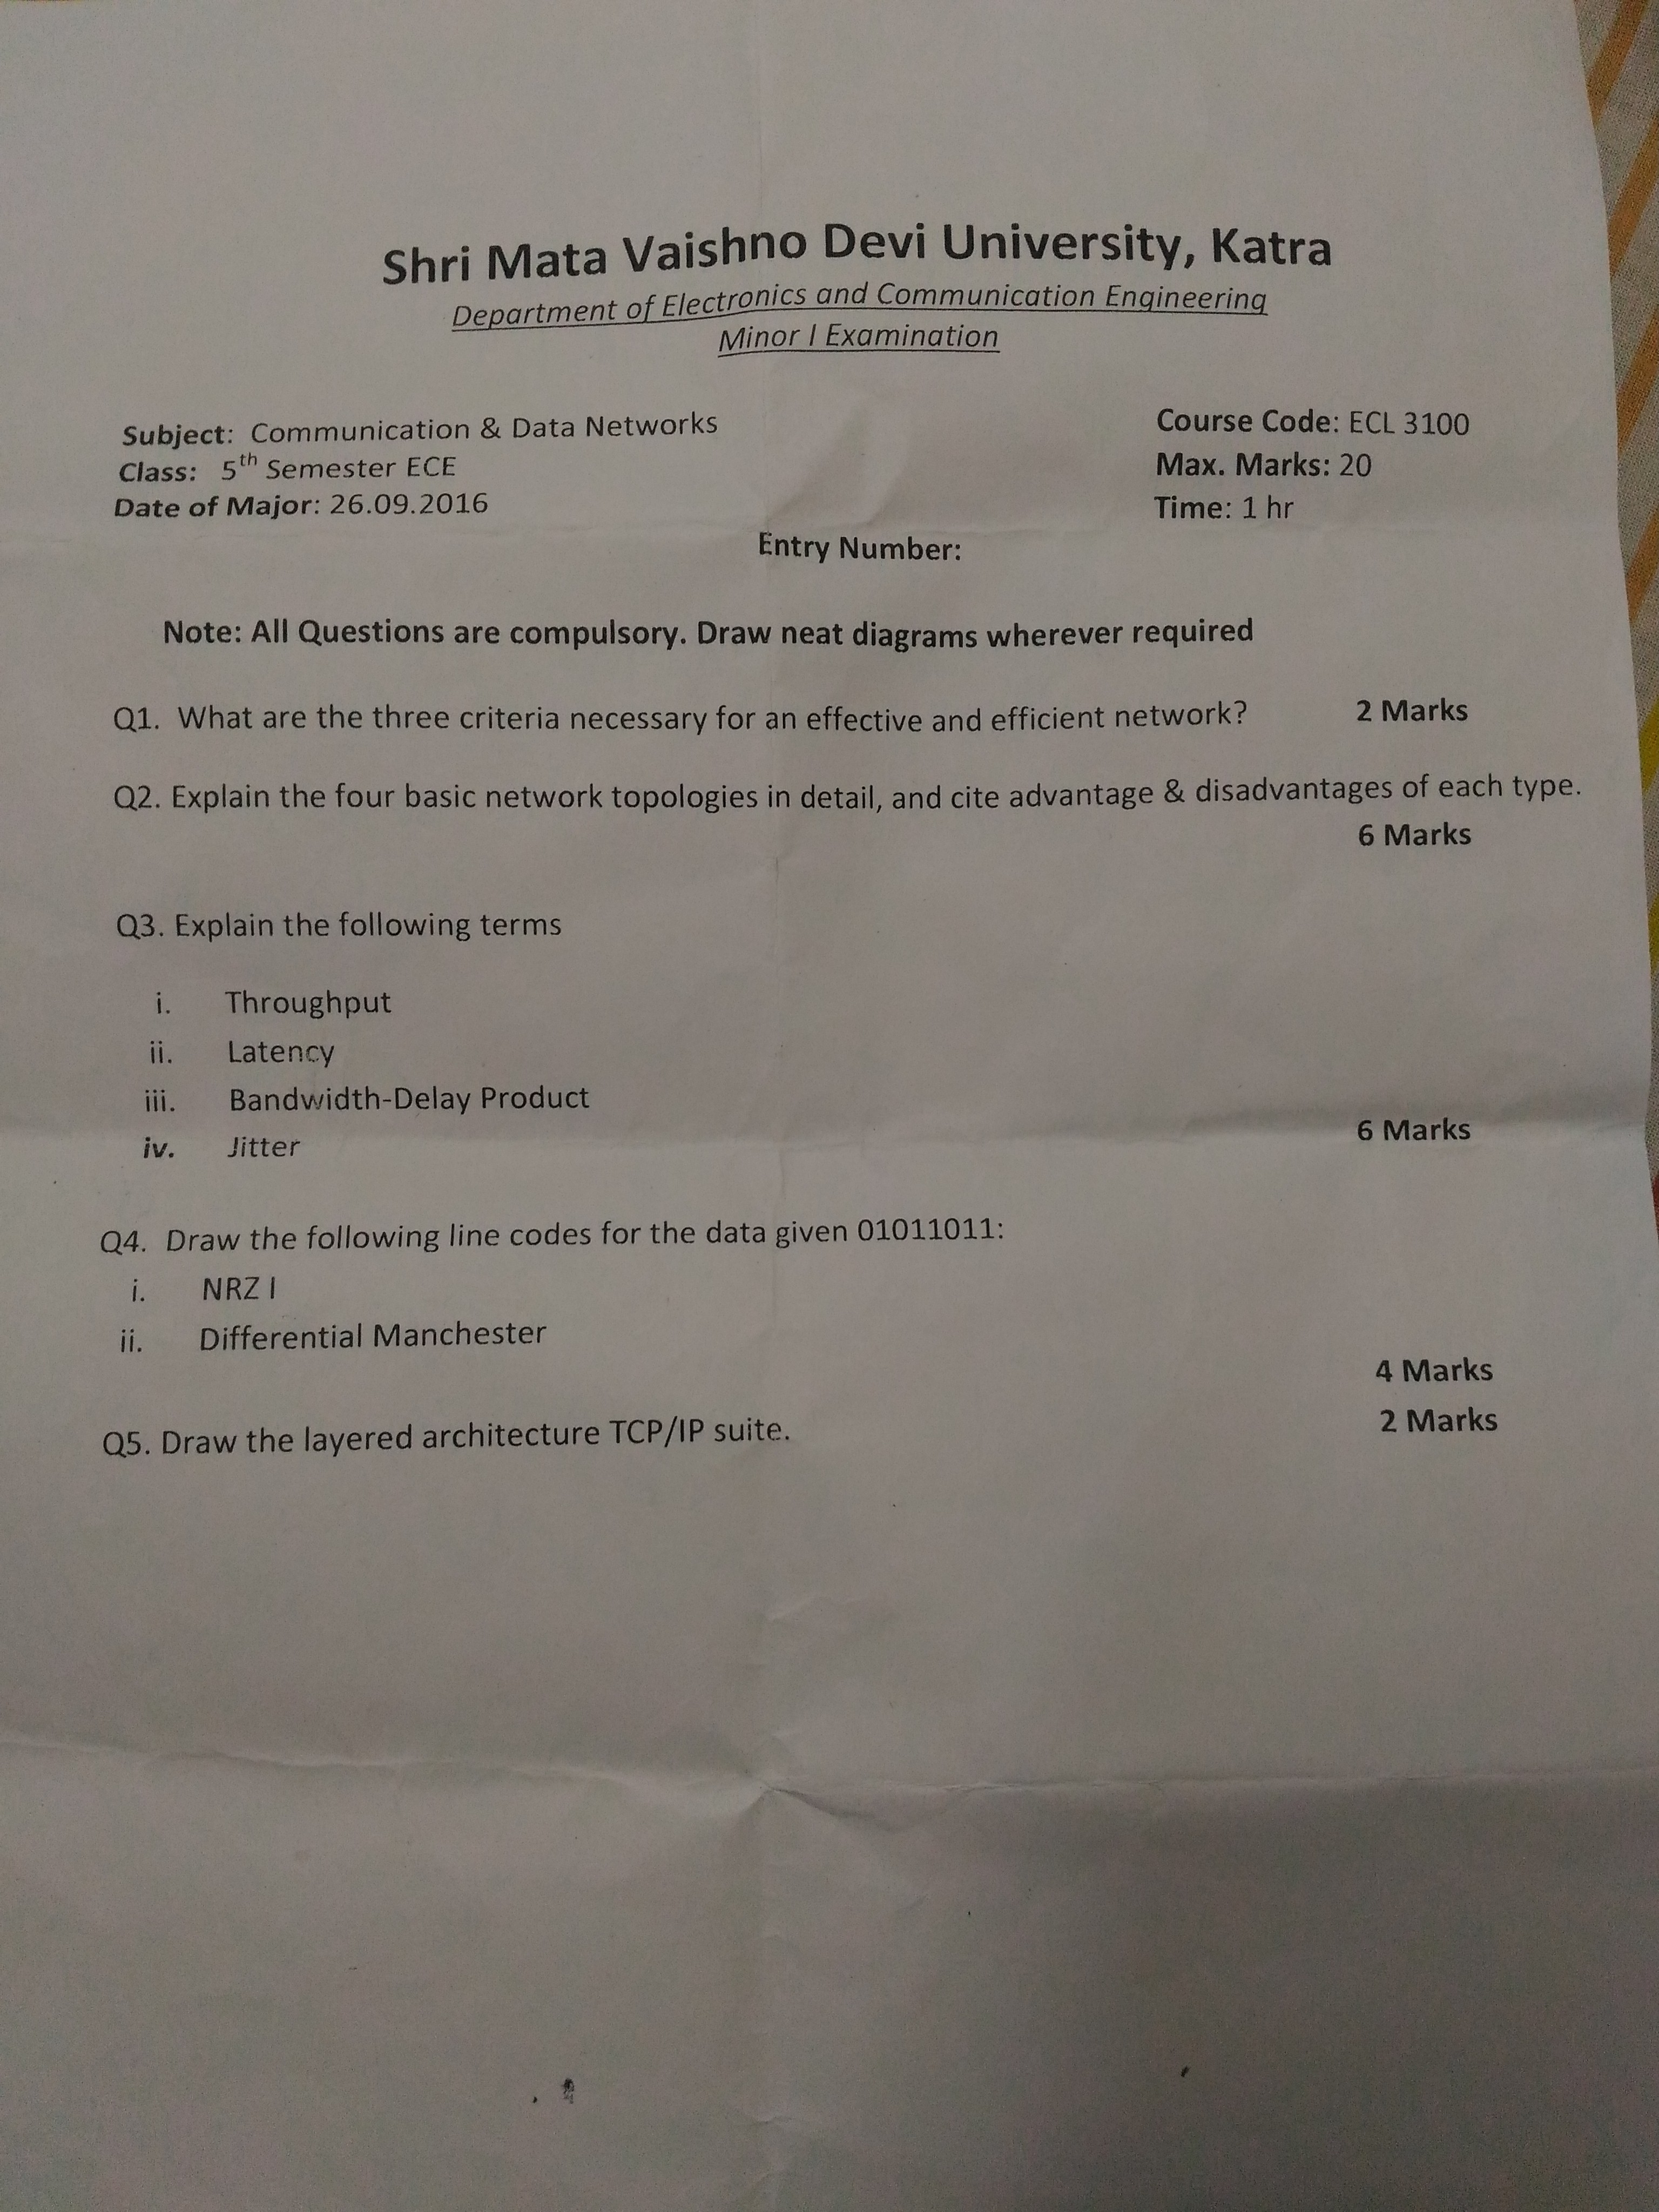 Shri Mata Vaishno Devi University, Katra
Department of Electronics and Communication Engineering
Minor I Examination
Subject: Communication & Data Networks
Course Code: ECL 3100
Class: 5th Semester ECE
Max. Marks: 20
Date of Major: 26.09.2016
Time: 1 hr
Entry Number:
Note: All Questions are compulsory. Draw neat diagrams wherever required
Q1. What are the three criteria necessary for an effective and efficient network? 2 Marks
Q2. Explain the four basic network topologies in detail, and cite advantage & disadvantages of each type.
6 Marks
Q3. Explain the following terms
i. Throughput
ii. Latency
iii. Bandwidth-Delay Product
iv. Jitter 6 Marks
Q4. Draw the following line codes for the data given 01011011:
i. NRZ I
ii. Differential Manchester
4 Marks
Q5. Draw the layered architecture TCP/IP suite. 2 Marks